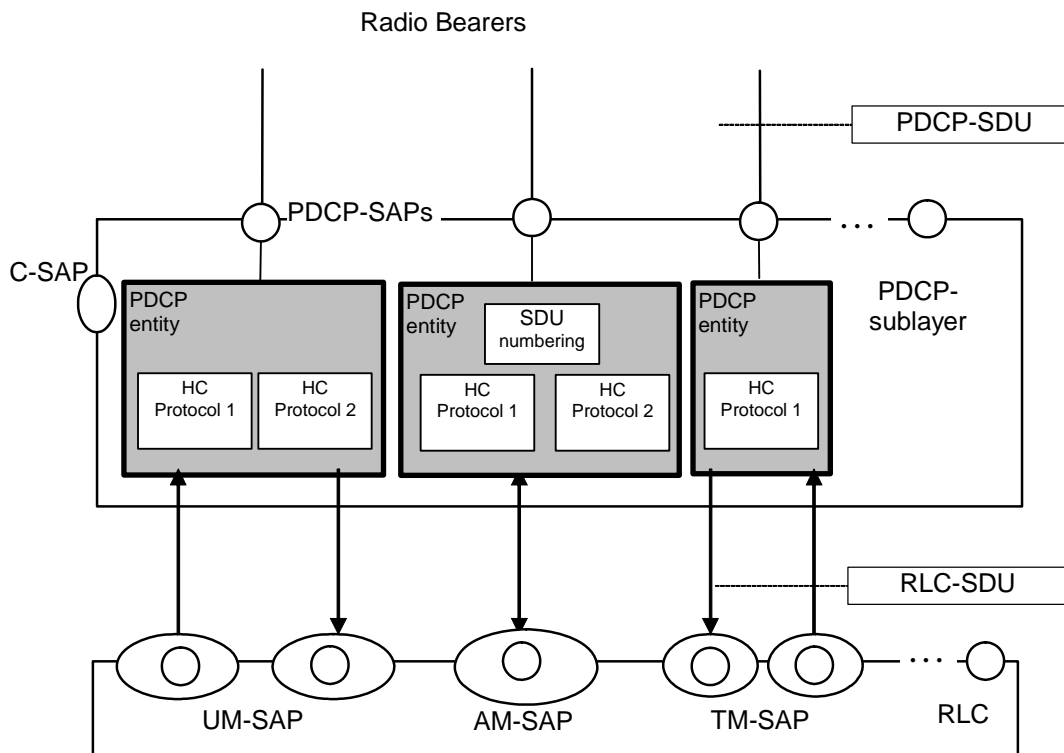 Radio Bearers
PDCP-SDU
PDCP-SAPs
...
C-SAP
PDCP
entity
HC
Protocol 1
HC
Protocol 2
PDCP
entity
SDU
numbering
HC
Protocol 1
HC
Protocol 2
PDCP
entity
HC
Protocol 1
PDCP-
sublayer
RLC-SDU
...
UM-SAP
AM-SAP
TM-SAP
RLC